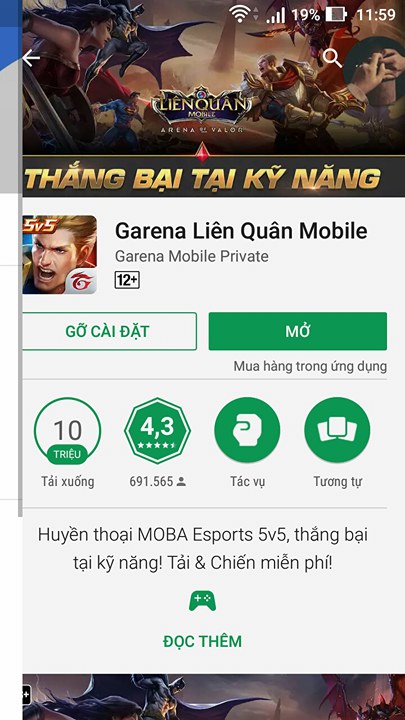 19% 11:59
LIÊN QUÂN
MOBILE
ARENA OF VALOR
THẮNG BẠI TẠI KỸ NĂNG
5v5
Garena Liên Quân Mobile
Garena Mobile Private
12+
GỠ CÀI ĐẶT
MỞ
Mua hàng trong ứng dụng
10
TRIỆU
4,3
Tải xuống
691.565
Tác vụ
Tương tự
Huyền thoại MOBA Esports 5v5, thắng bại
tại kỹ năng! Tải & Chiến miễn phí!
ĐỌC THÊM